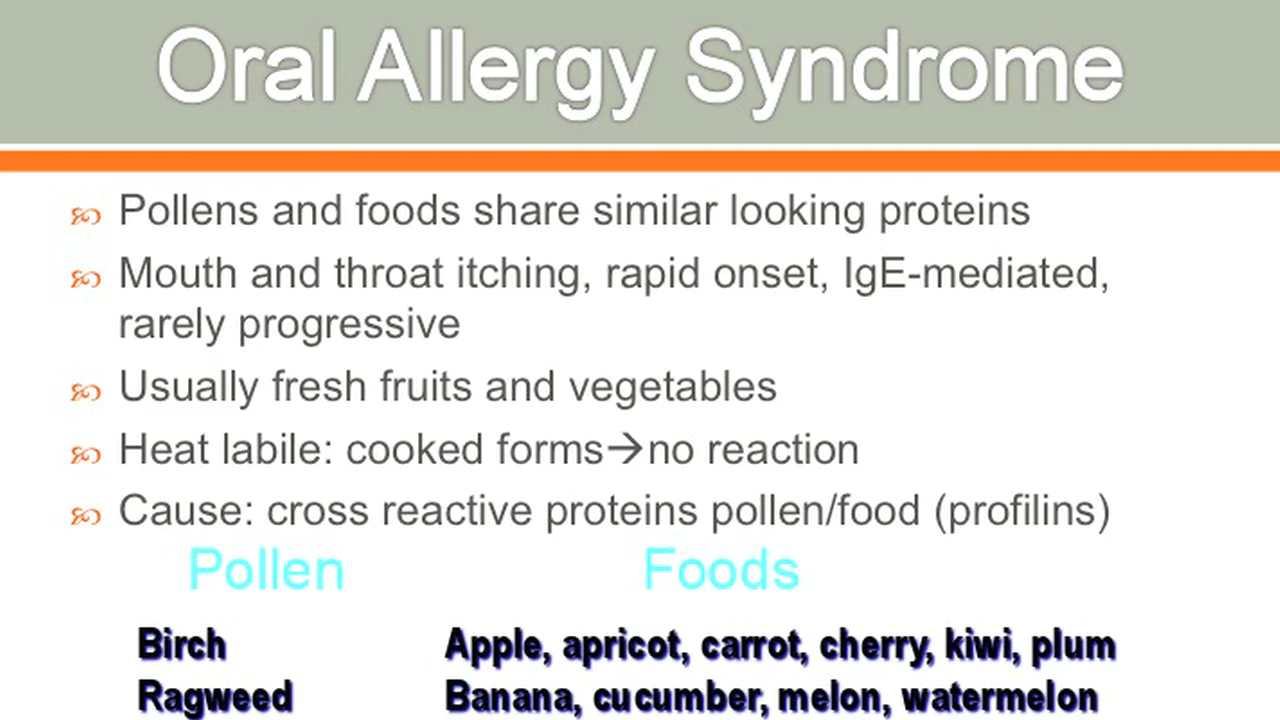 Oral Allergy Syndrome
Pollens and foods share similar looking proteins
Mouth and throat itching, rapid onset, IgE-mediated,
rarely progressive
Usually fresh fruits and vegetables
Heat labile: cooked forms→no reaction
Cause: cross reactive proteins pollen/food (profilins)
Pollen Foods
Birch Apple, apricot, carrot, cherry, kiwi, plum
Ragweed Banana, cucumber, melon, watermelon